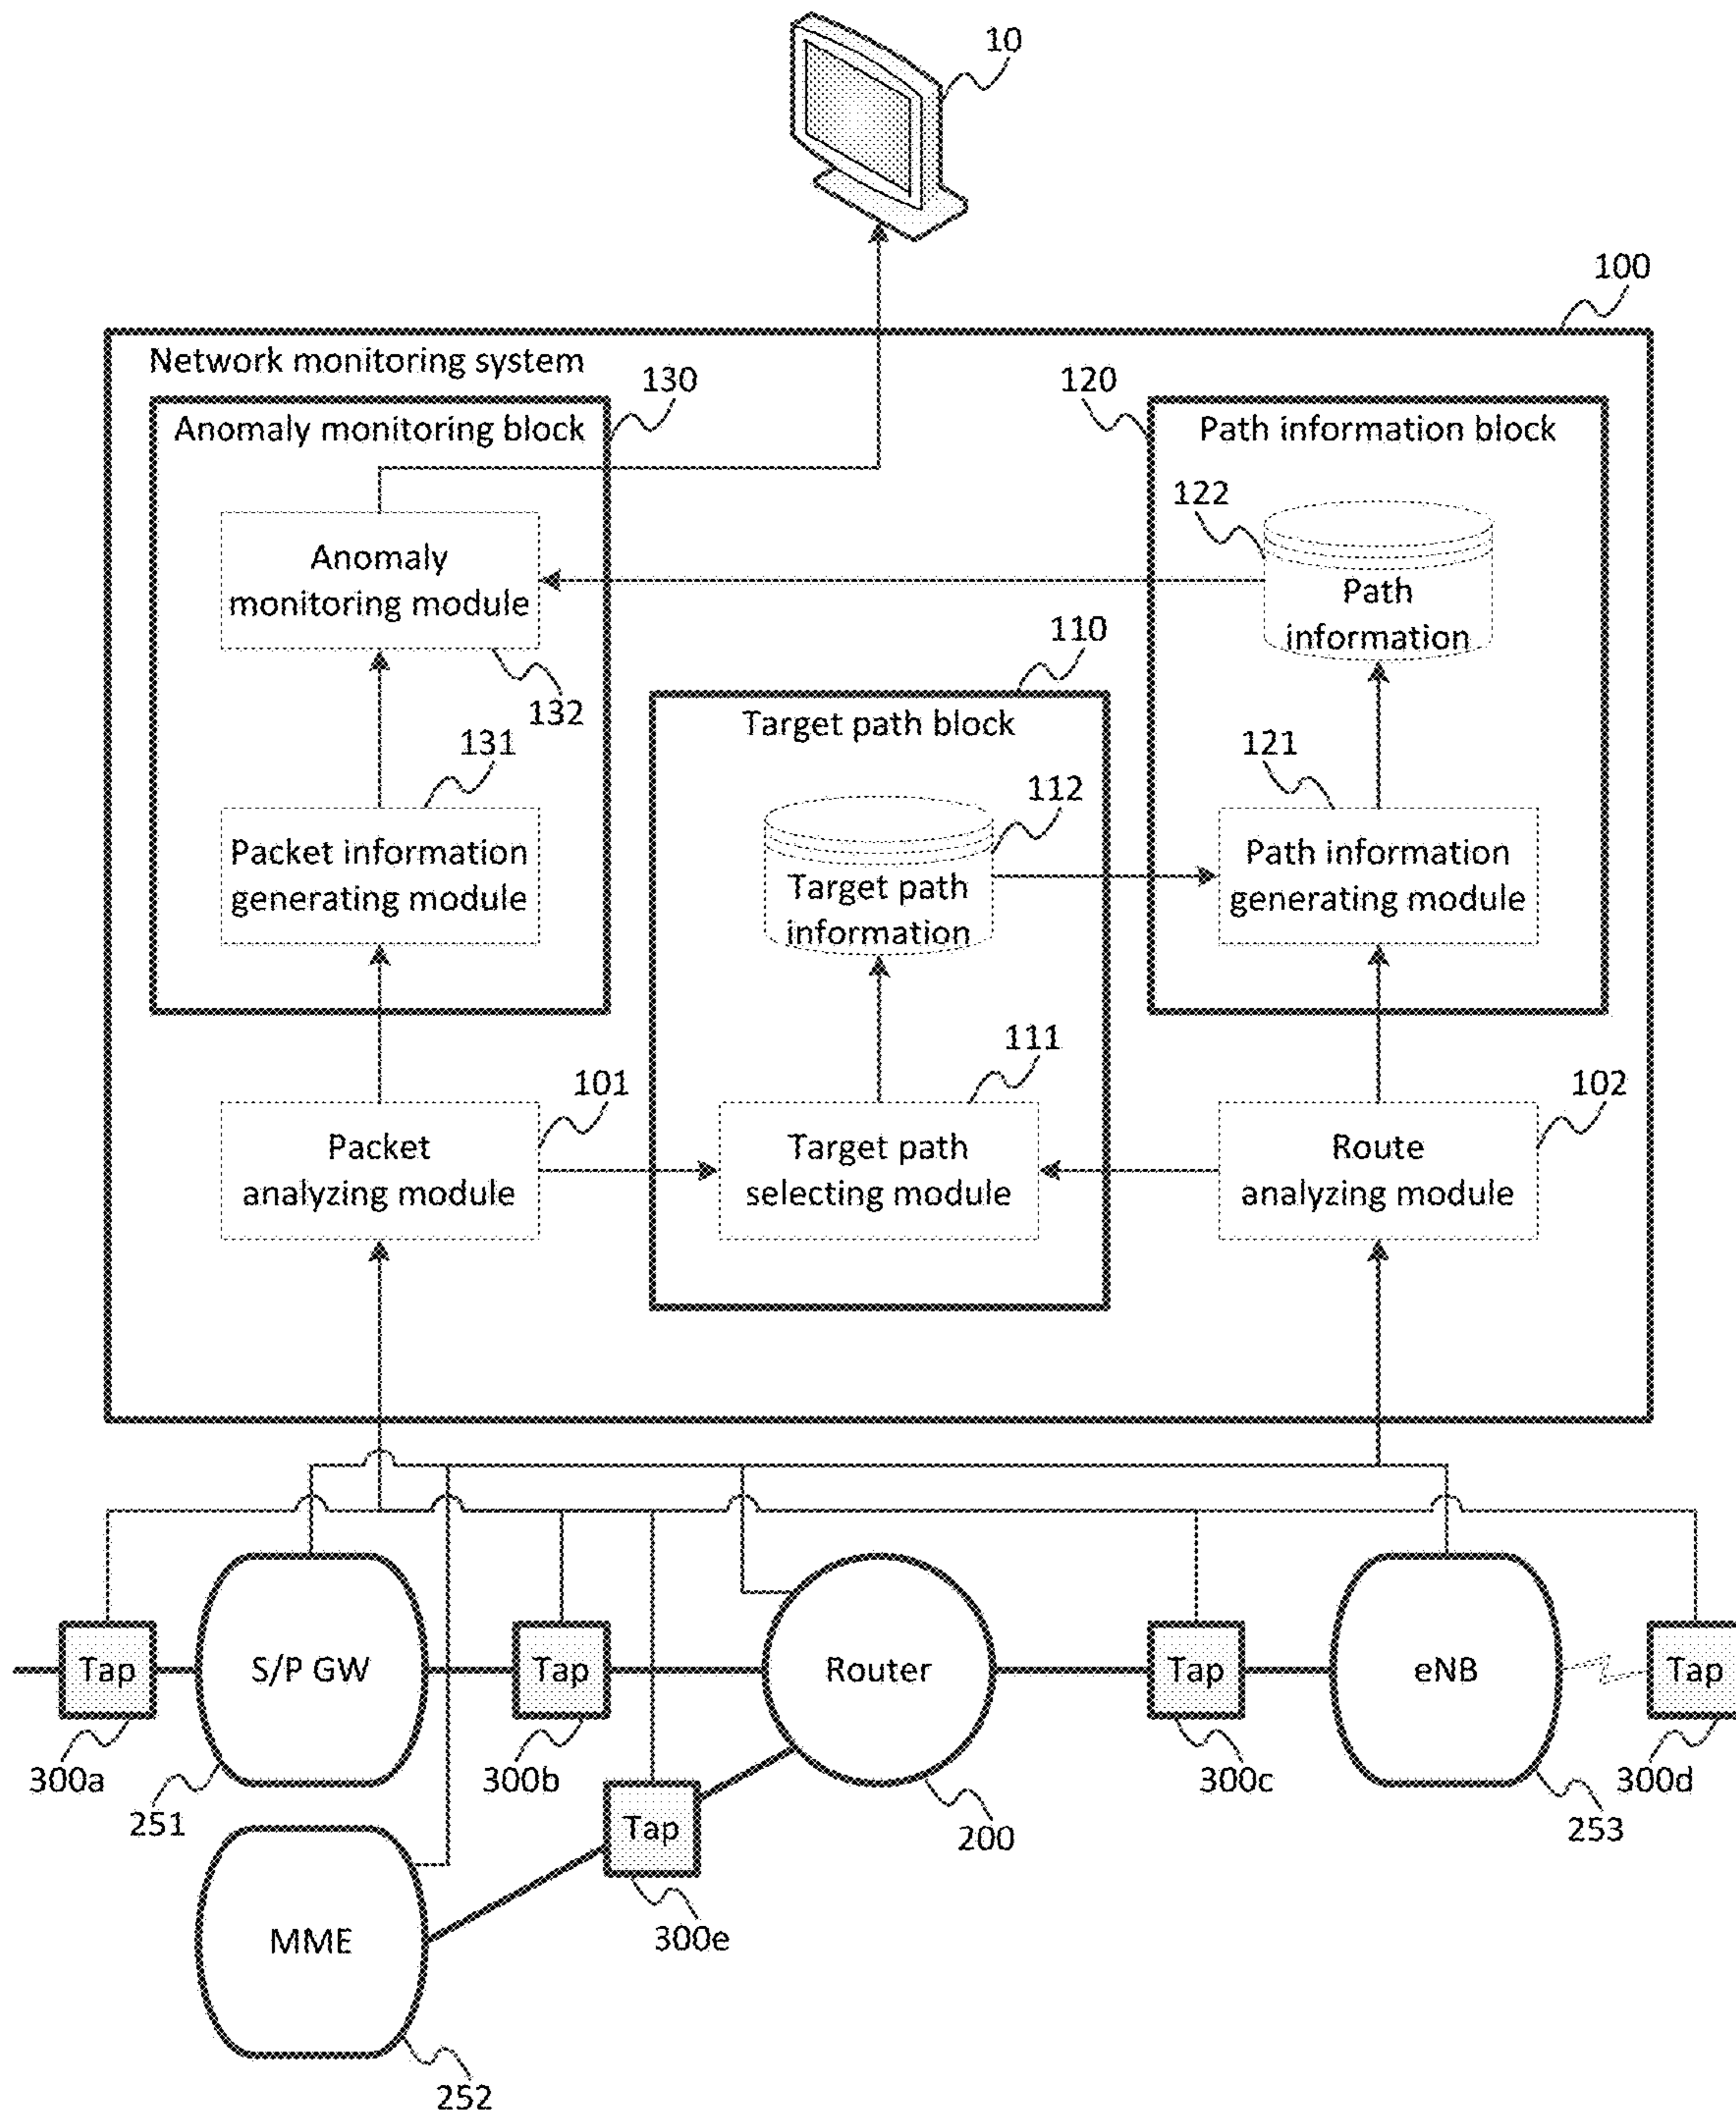 10
100
Network monitoring system
130
120
Anomaly monitoring block
Path information block
122
Anomaly
monitoring module
Path
information
110
132
Target path block
131
121
112
Packet information
generating module
Target path
information
Path information
generating module
111
101
102
Packet
analyzing module
Target path
selecting module
Route
analyzing module
Tap
S/P GW
Tap
Router
Tap
eNB
Tap
300a
300b
300c
300d
251
Tap
200
253
MME
300e
252